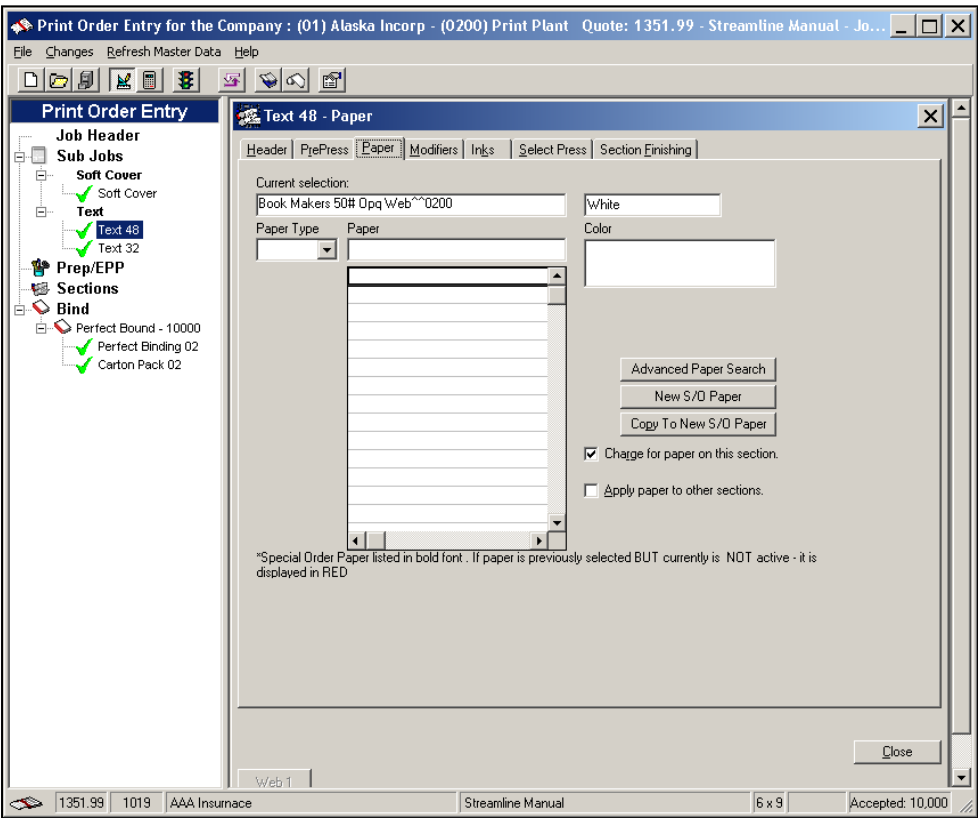 Print Order Entry for the Company : (01) Alaska Incorp - (0200) Print Plant   Quote: 1351.99 - Streamline Manual - Jo...
File Changes Refresh Master Data Help
Print Order Entry
Job Header
Sub Jobs
Soft Cover
Soft Cover
Text
Text 48
Text 32
Prep/EPP
Sections
Bind
Perfect Bound - 10000
Perfect Binding 02
Carton Pack 02
Text 48 - Paper
Header PrePress Paper Modifiers Inks Select Press Section Finishing
Current selection:
Book Makers 50# Opq Web^^0200 White
Paper Type Paper Color
Advanced Paper Search
New S/O Paper
Copy To New S/O Paper
Charge for paper on this section.
Apply paper to other sections.
*Special Order Paper listed in bold font . If paper is previously selected BUT currently is NOT active - it is
displayed in RED
Close
Web 1
1351.99 1019 AAA Insurnace Streamline Manual 6 x 9 Accepted: 10,000